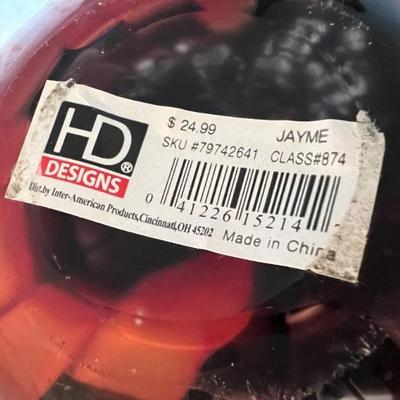 HD®
DESIGNS
$ 24.99 JAYME
SKU #79742641 CLASS#874
0 41226 15214
Dist.by Inter-American Products,Cincinnati,OH 45202
Made in China